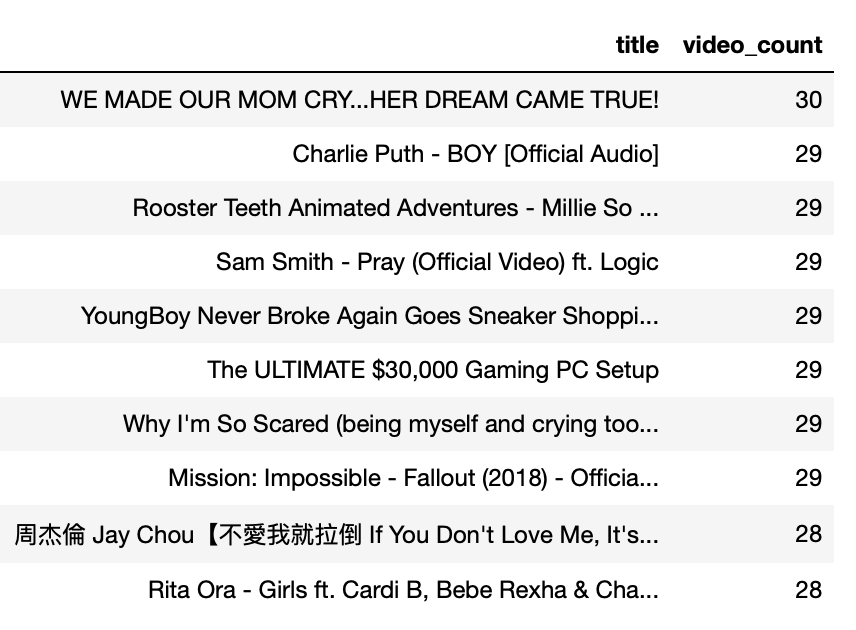 title video_count
WE MADE OUR MOM CRY...HER DREAM CAME TRUE! 30
Charlie Puth - BOY [Official Audio] 29
Rooster Teeth Animated Adventures - Millie So ... 29
Sam Smith - Pray (Official Video) ft. Logic 29
YoungBoy Never Broke Again Goes Sneaker Shoppi... 29
The ULTIMATE $30,000 Gaming PC Setup 29
Why I'm So Scared (being myself and crying too... 29
Mission: Impossible - Fallout (2018) - Officia... 29
周杰倫 Jay Chou【不愛我就拉倒 If You Don't Love Me, It's... 28
Rita Ora - Girls ft. Cardi B, Bebe Rexha & Cha... 28